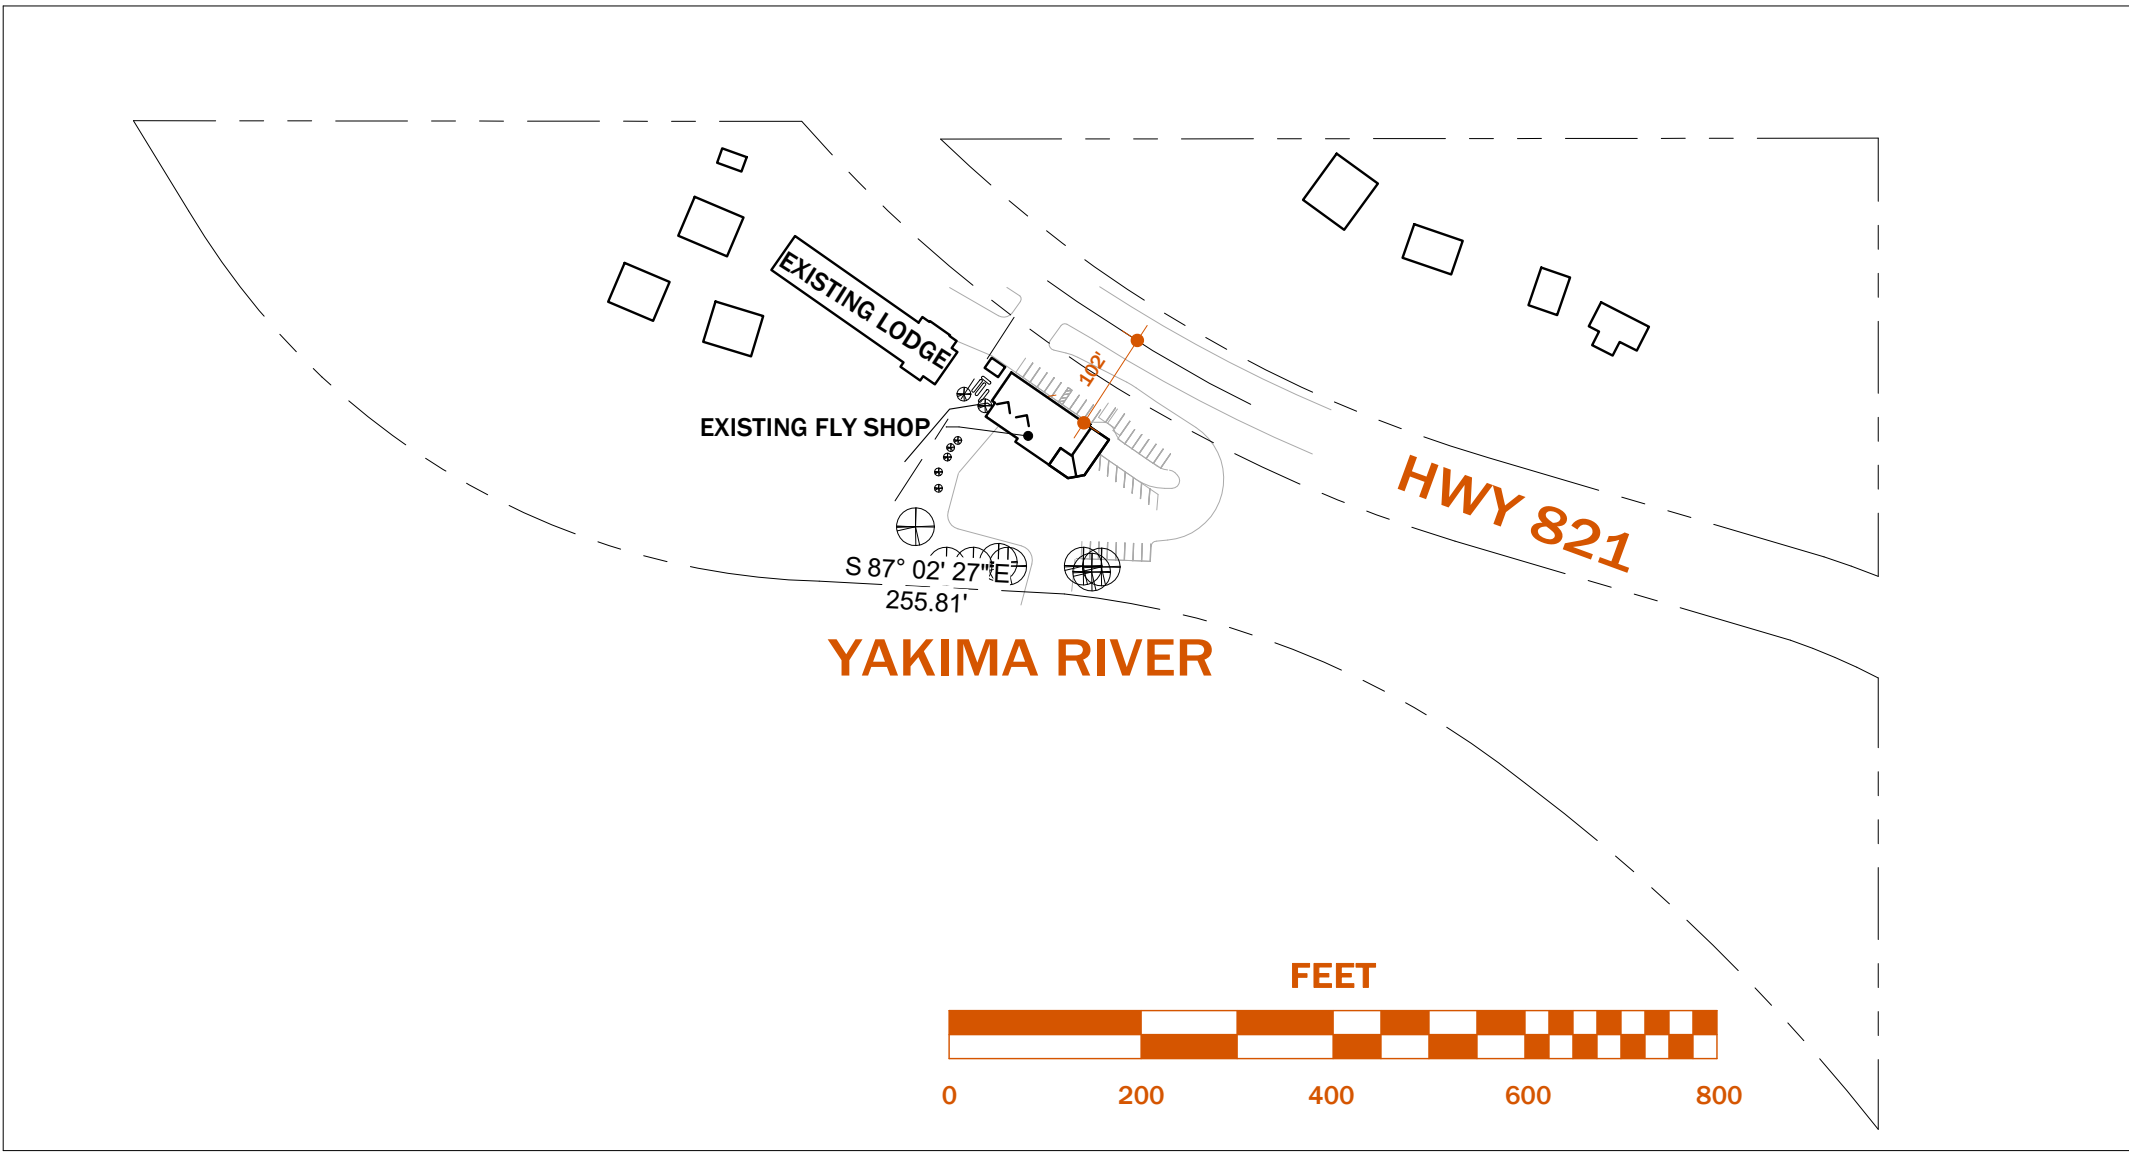 EXISTING LODGE
102'
EXISTING FLY SHOP
HWY 821
S 87° 02' 27"E
255.81'
YAKIMA RIVER
FEET
0 200 400 600 800